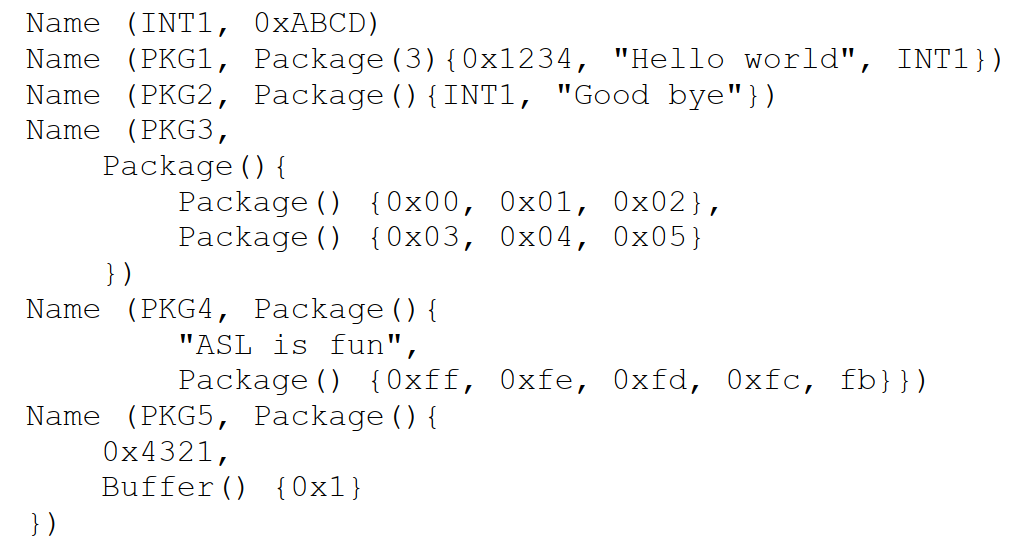 Name (INT1, 0xABCD)
Name (PKG1, Package(3){0x1234, "Hello world", INT1})
Name (PKG2, Package(){INT1, "Good bye"})
Name (PKG3,
    Package(){
        Package() {0x00, 0x01, 0x02},
        Package() {0x03, 0x04, 0x05}
    })
Name (PKG4, Package(){
        "ASL is fun",
        Package() {0xff, 0xfe, 0xfd, 0xfc, fb}})
Name (PKG5, Package(){
    0x4321,
    Buffer() {0x1}
})